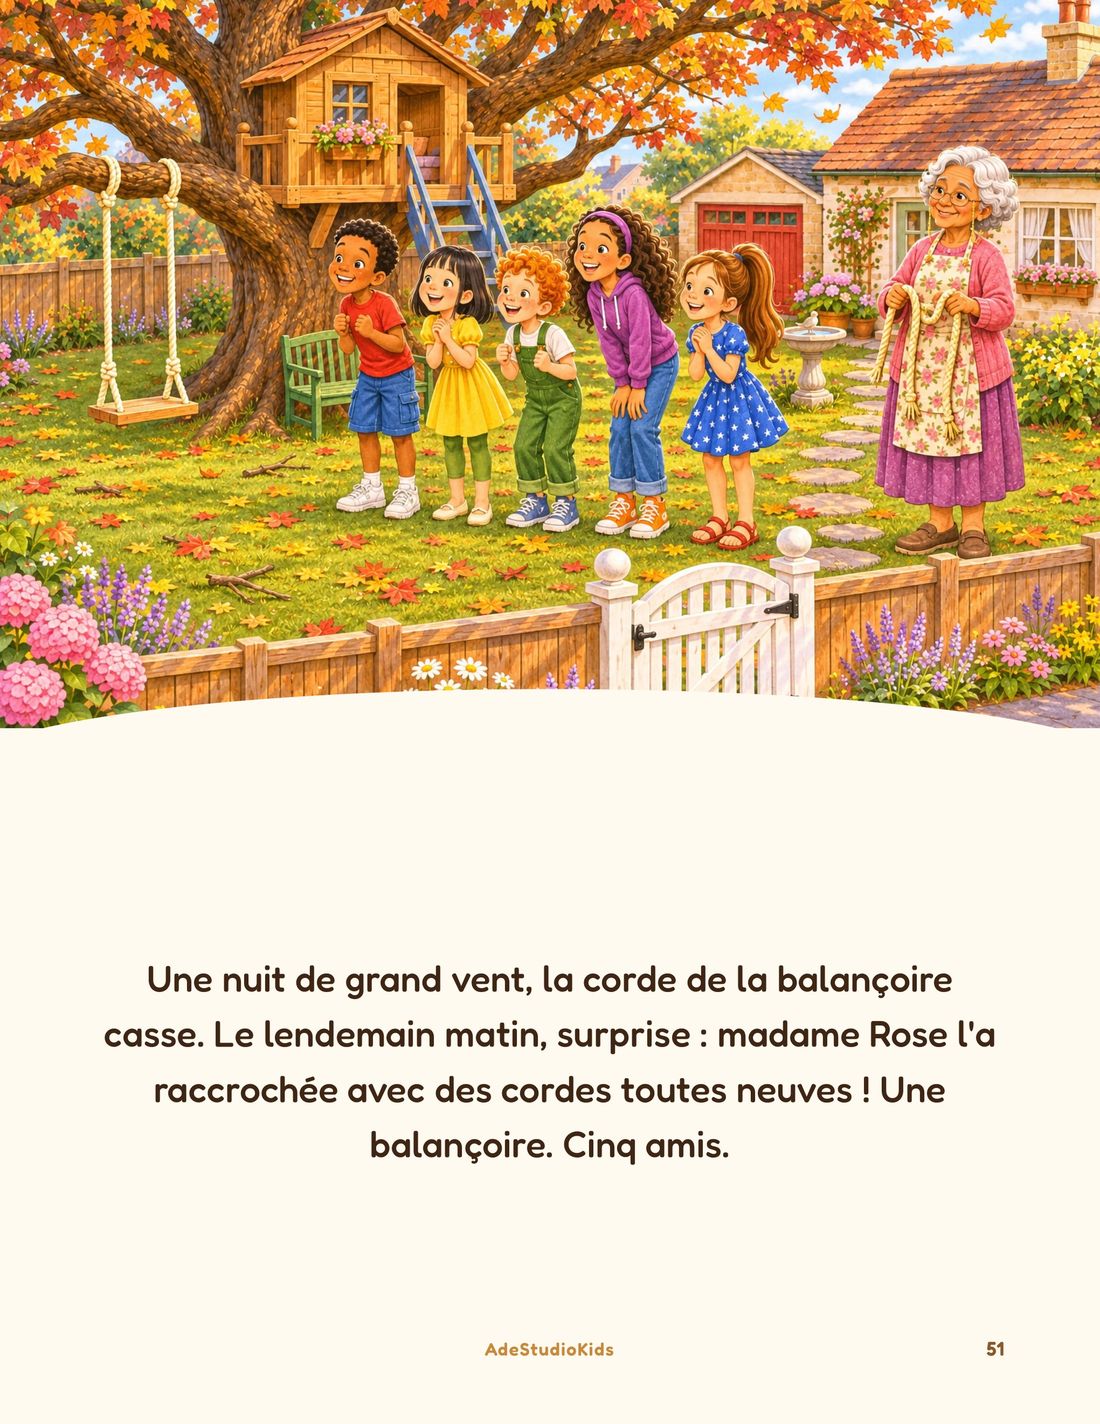 Une nuit de grand vent, la corde de la balançoire
casse. Le lendemain matin, surprise : madame Rose l'a
raccrochée avec des cordes toutes neuves ! Une
balançoire. Cinq amis.
AdeStudioKids
51